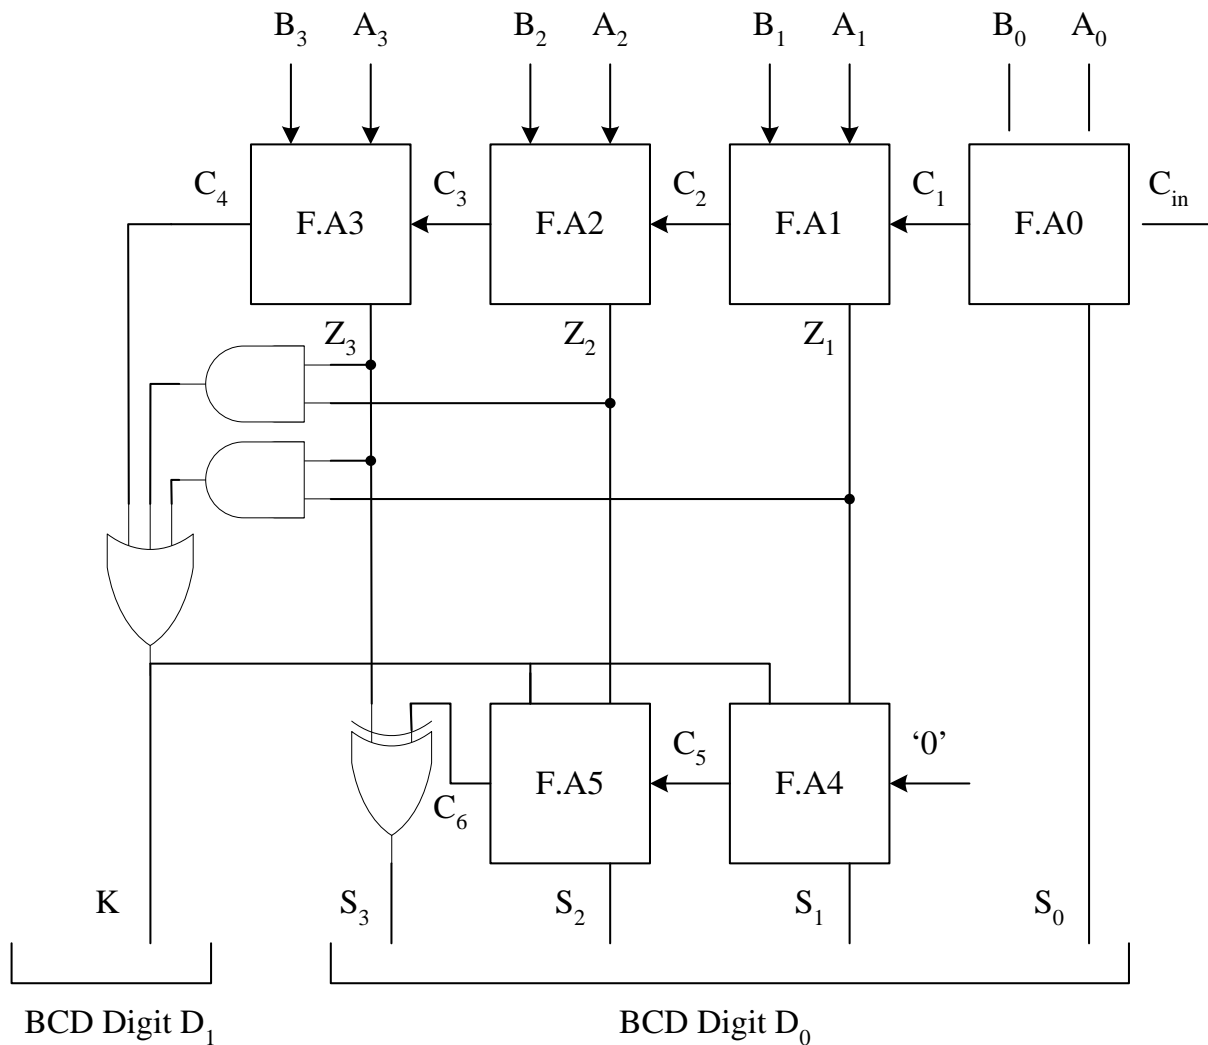 B3 A3 B2 A2 B1 A1 B0 A0
C4 C3 C2 C1 Cin
F.A3 F.A2 F.A1 F.A0
Z3 Z2 Z1
C5 ‘0’
F.A5 F.A4
C6
K S3 S2 S1 S0
BCD Digit D1 BCD Digit D0